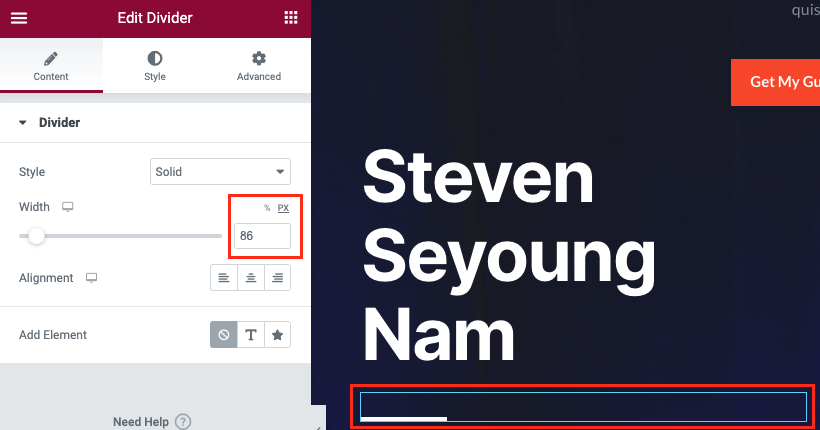 Edit Divider
Content
Style
Advanced
Divider
Style
Solid
Width
% PX
86
Alignment
Add Element
T
Need Help ?
quis
Get My Gu
Steven
Seyoung
Nam